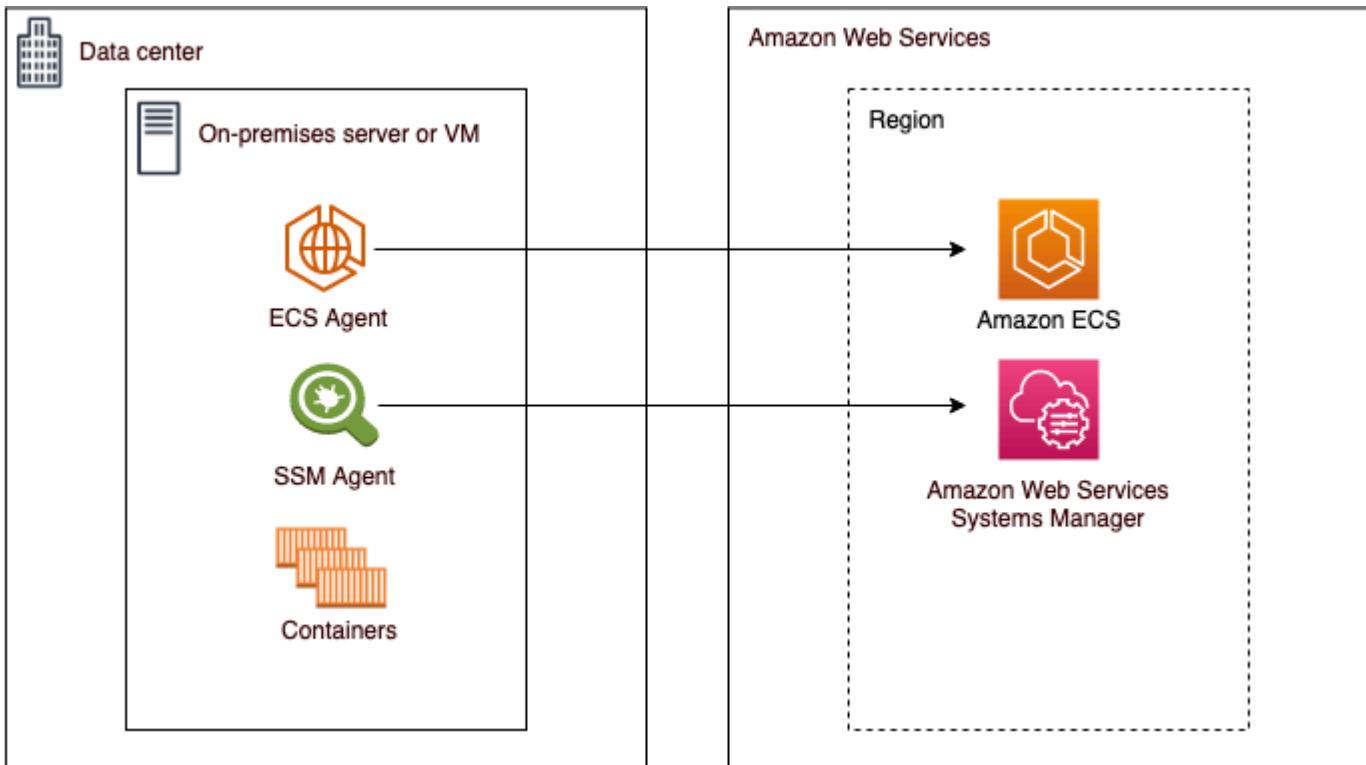 Data center
On-premises server or VM
ECS Agent
SSM Agent
Containers
Amazon Web Services
Region
Amazon ECS
Amazon Web Services
Systems Manager